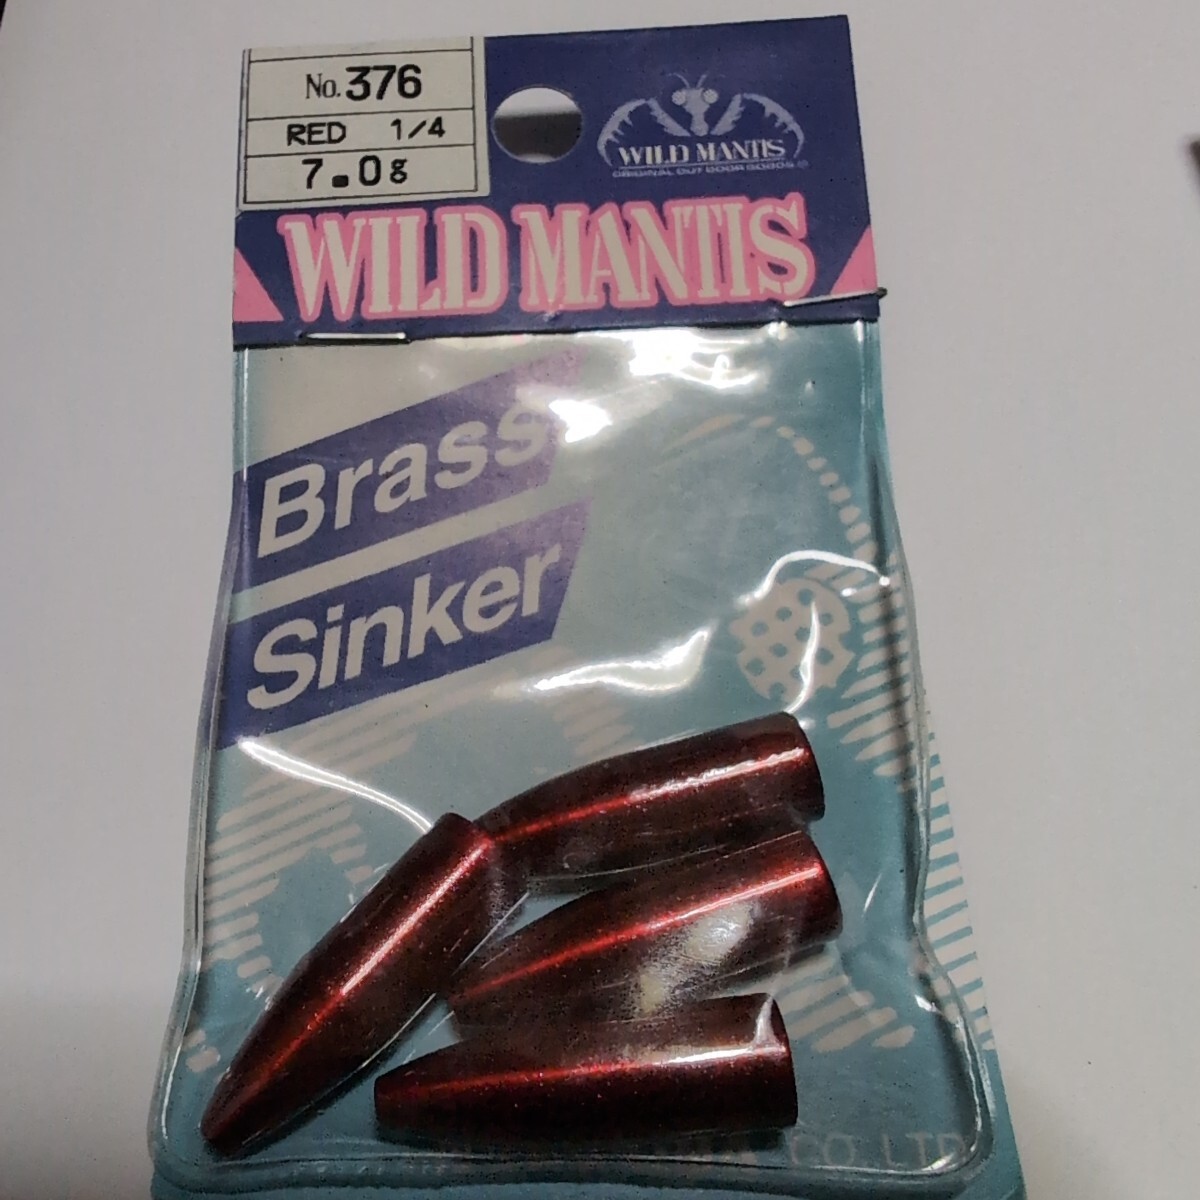 No. 376
RED 1/4
7.0g
WILD MANTIS
ORIGINAL OUT DOOR GOODS
WILD MANTIS
Brass
Sinker
CO., LTD